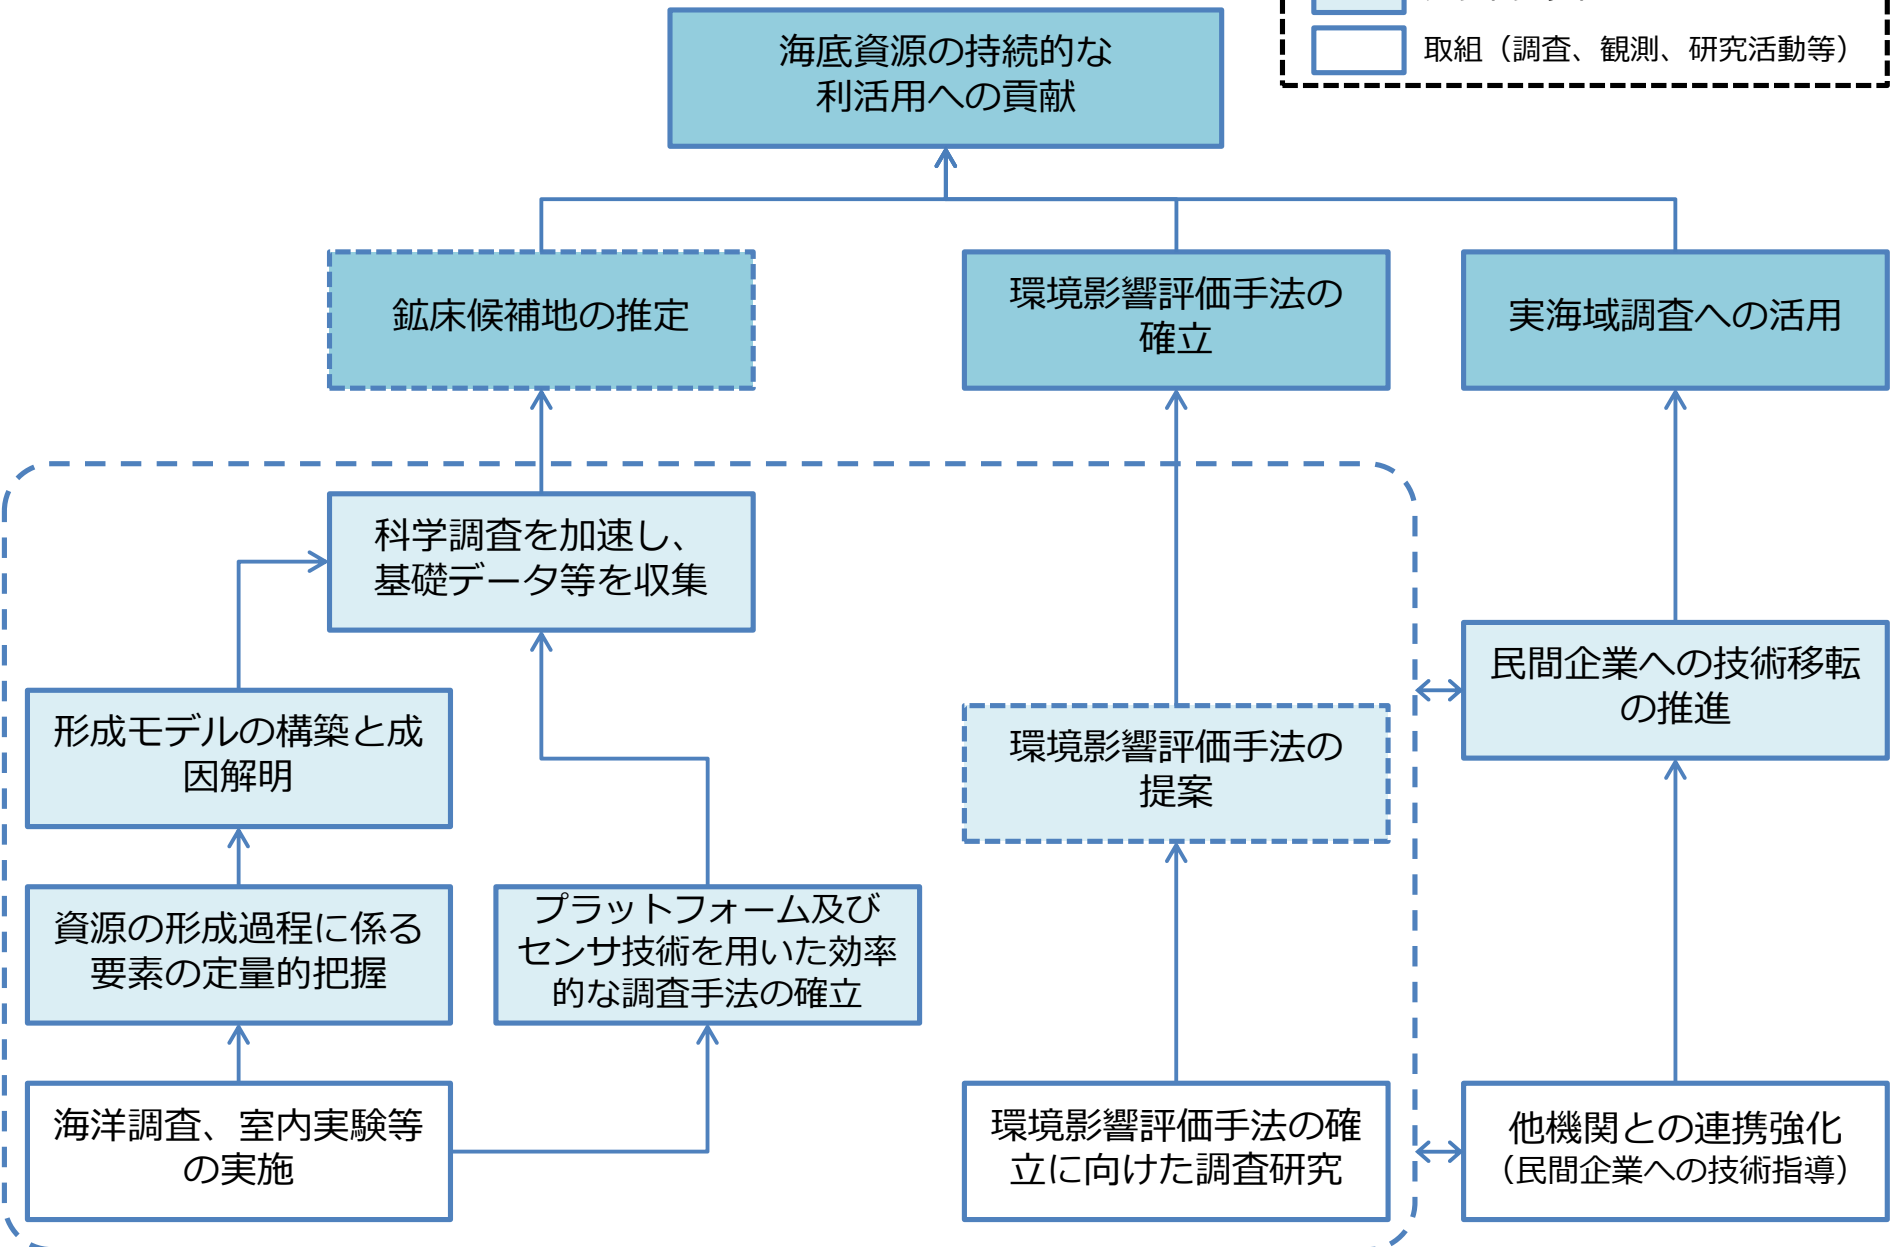 海底資源の持続的な
利活用への貢献
取組（調査、観測、研究活動等）
鉱床候補地の推定
環境影響評価手法の
確立
実海域調査への活用
科学調査を加速し、
基礎データ等を収集
民間企業への技術移転
の推進
形成モデルの構築と成
因解明
環境影響評価手法の
提案
資源の形成過程に係る
要素の定量的把握
プラットフォーム及び
センサ技術を用いた効率
的な調査手法の確立
海洋調査、室内実験等
の実施
環境影響評価手法の確
立に向けた調査研究
他機関との連携強化
（民間企業への技術指導）